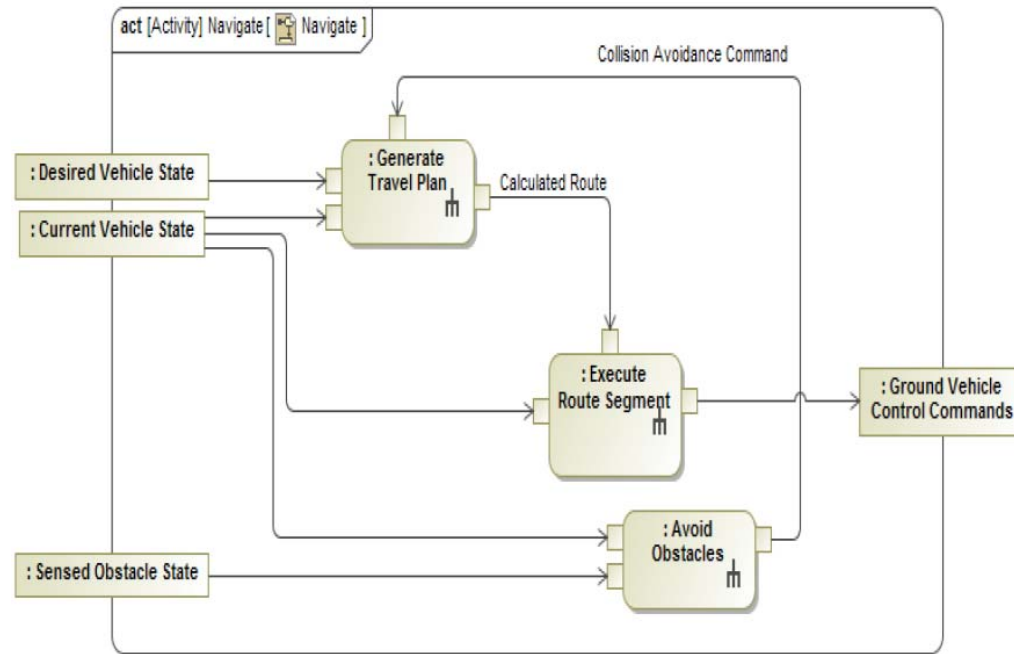 act [Activity] Navigate [ Navigate ]
Collision Avoidance Command
: Desired Vehicle State
: Generate
Travel Plan
Calculated Route
: Current Vehicle State
: Execute
Route Segment
: Ground Vehicle
Control Commands
: Avoid
Obstacles
: Sensed Obstacle State